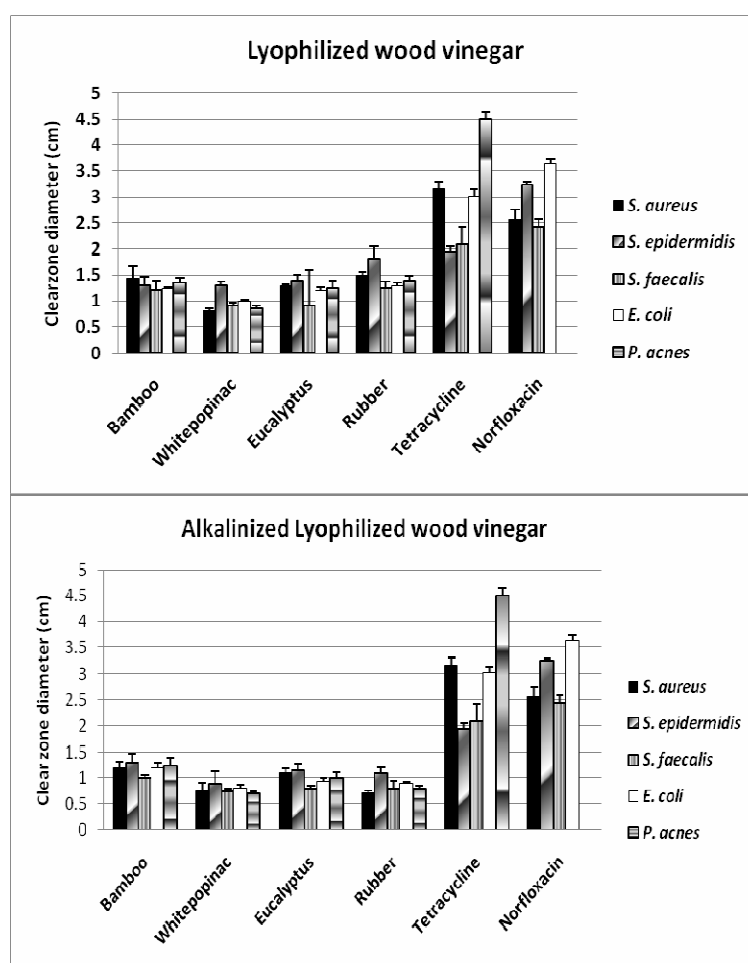 Lyophilized wood vinegar
Clearzone diameter (cm)
5
4.5
4
3.5
3
2.5
2
1.5
1
0.5
0
Bamboo
Whitepopinac
Eucalyptus
Rubber
Tetracycline
Norfloxacin
S. aureus
S. epidermidis
S. faecalis
E. coli
P. acnes
Alkalinized Lyophilized wood vinegar
Clear zone diameter (cm)
5
4.5
4
3.5
3
2.5
2
1.5
1
0.5
0
Bamboo
Whitepopinac
Eucalyptus
Rubber
Tetracycline
Norfloxacin
S. aureus
S. epidermidis
S. faecalis
E. coli
P. acnes